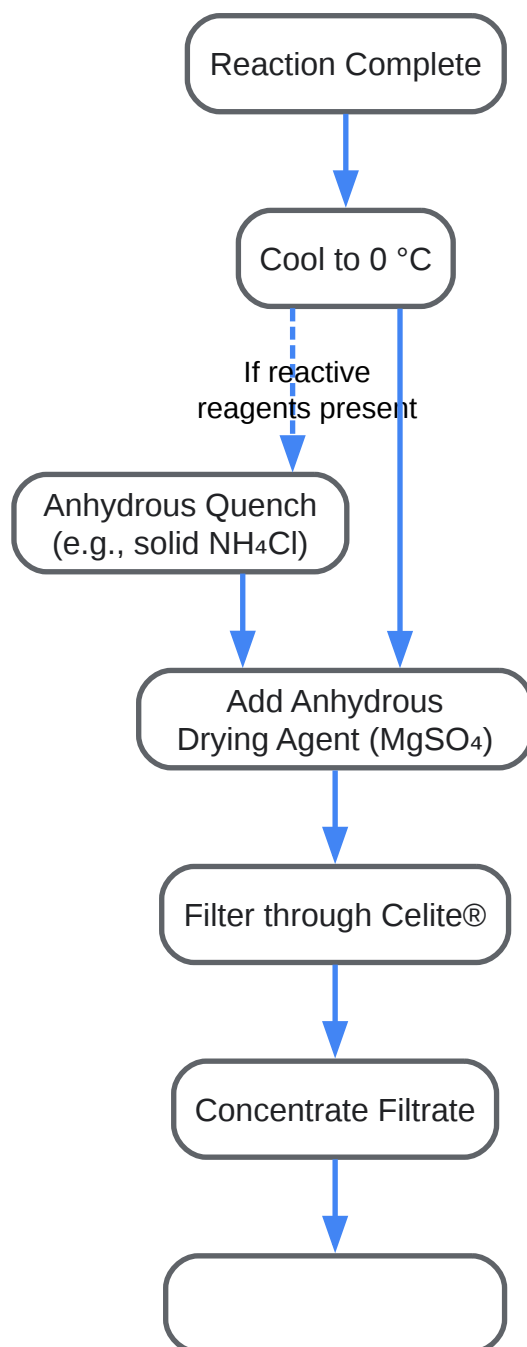 Reaction Complete
Cool to 0 °C
If reactive
reagents present
Anhydrous Quench
(e.g., solid NH₄Cl)
Add Anhydrous
Drying Agent (MgSO₄)
Filter through Celite®
Concentrate Filtrate